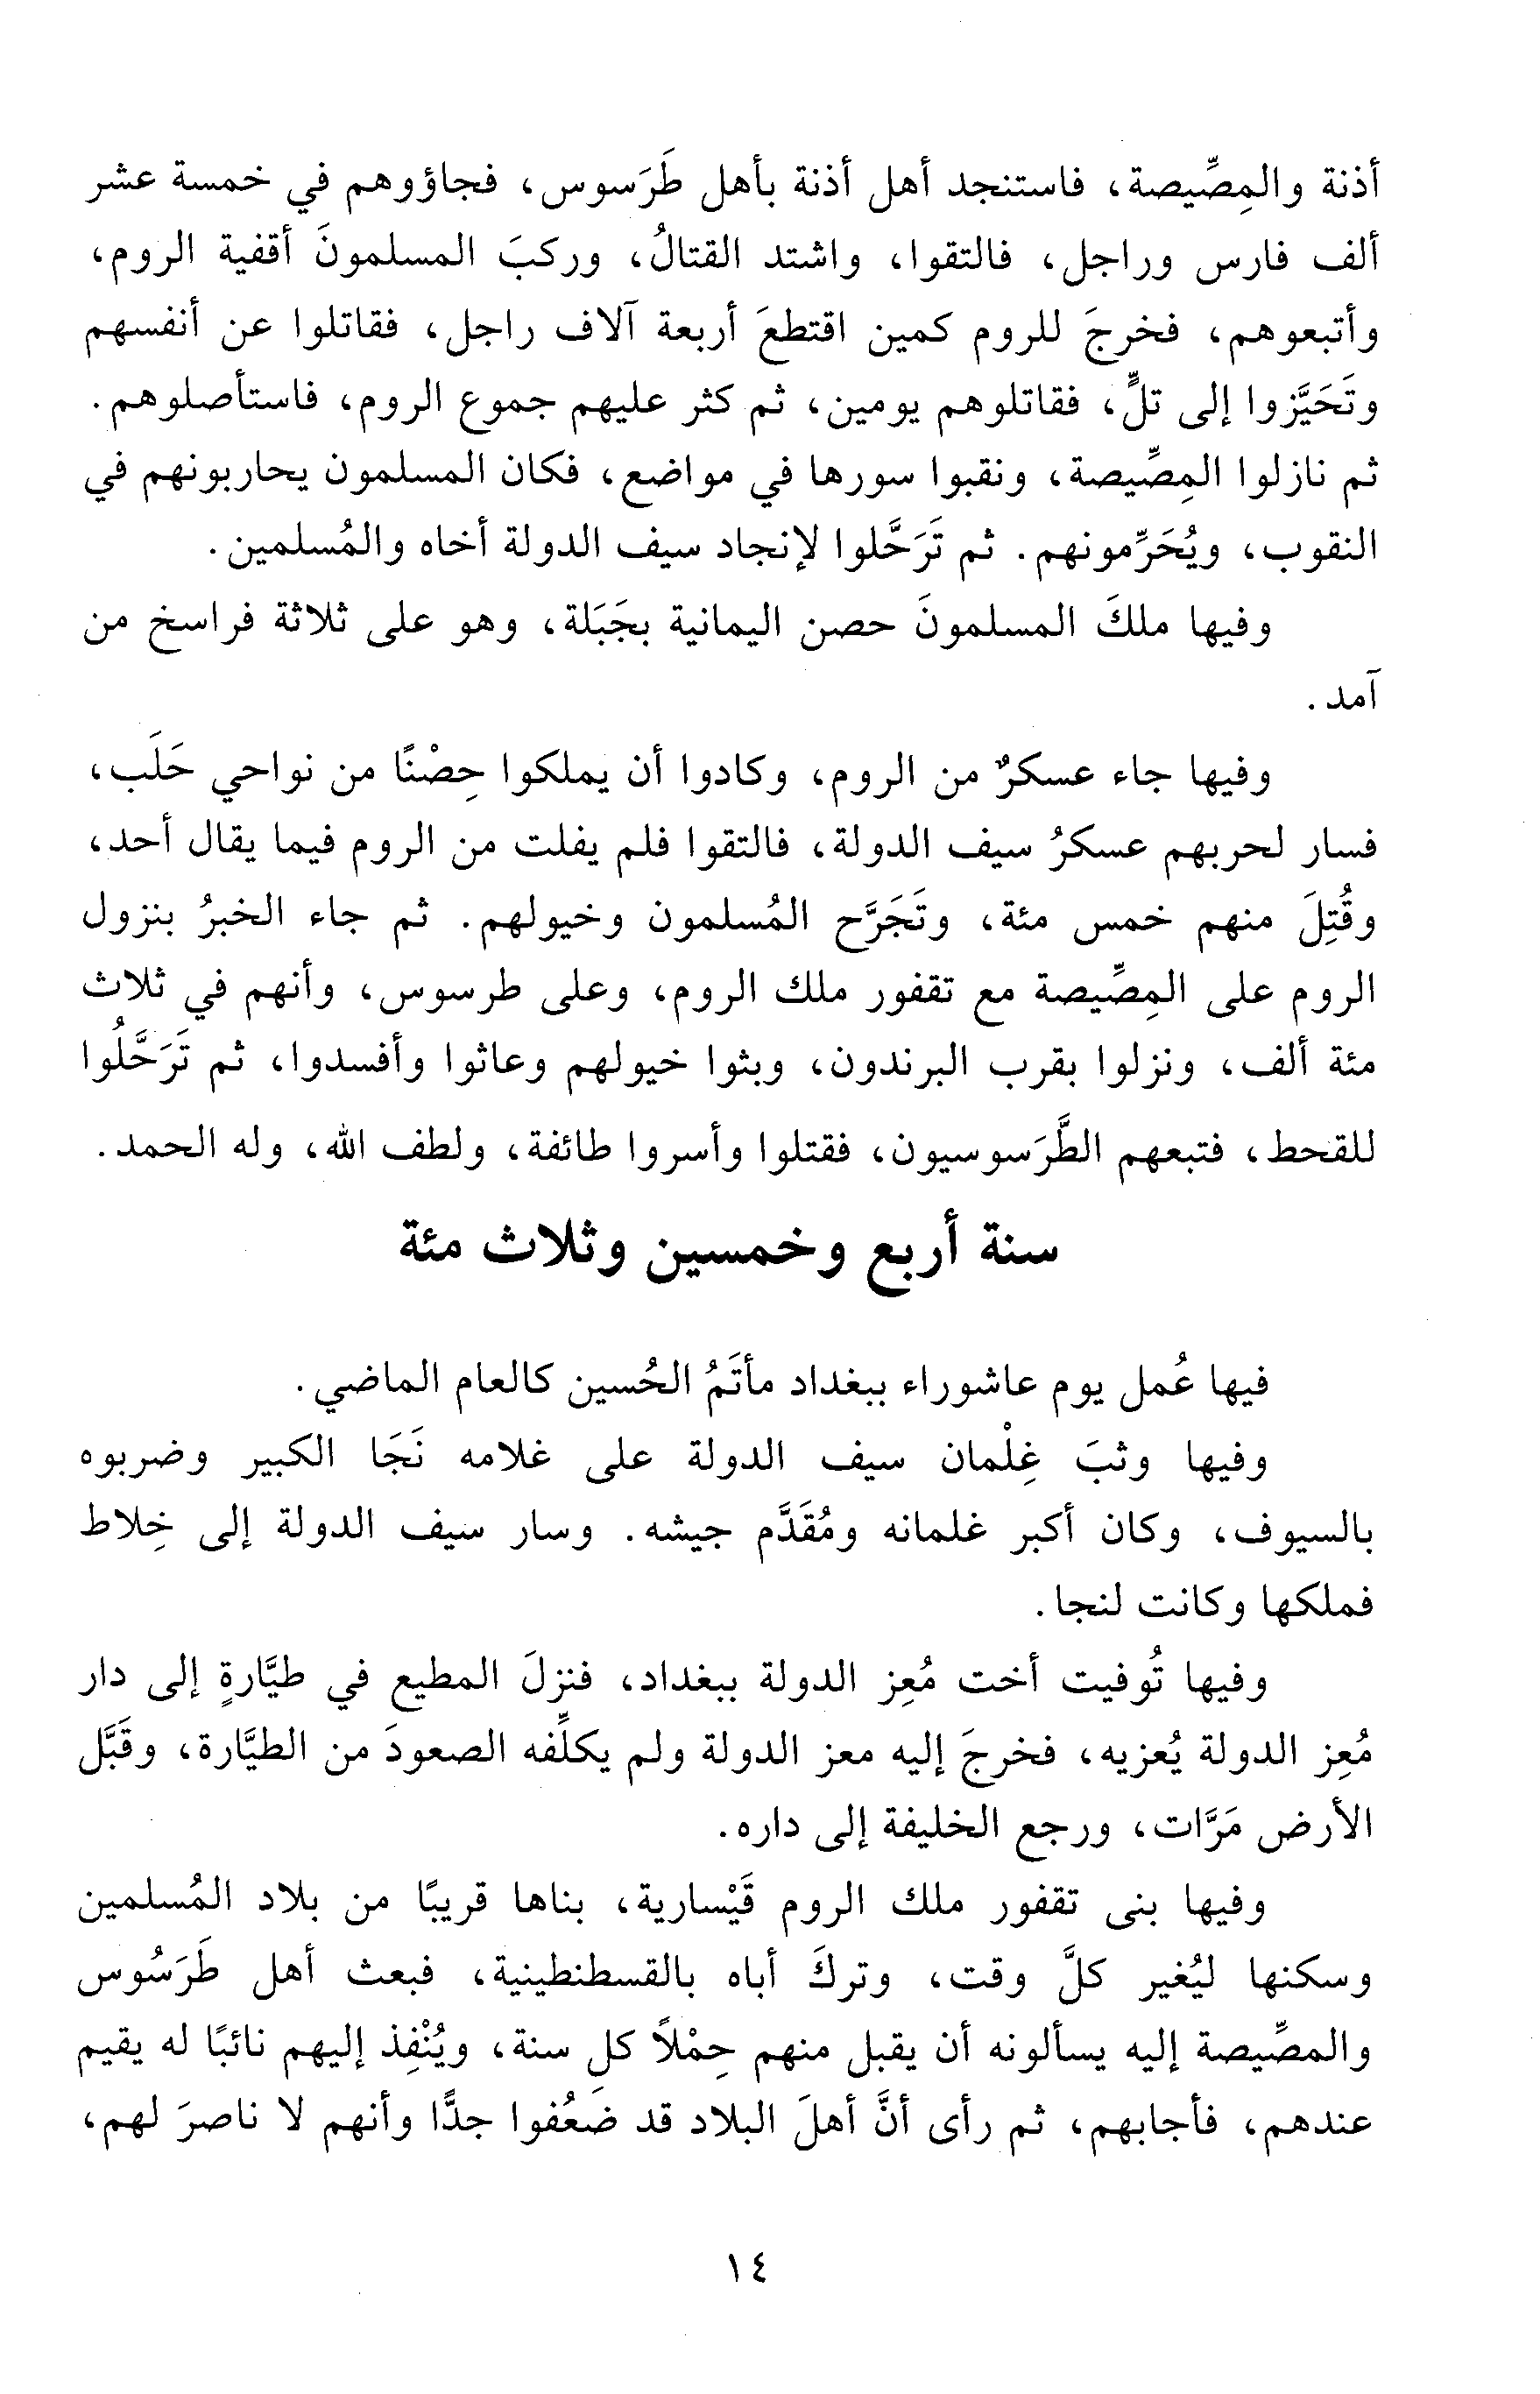 أذنة والمِصِّيصة، فاستنجد أهل أذنة بأهل طَرَسوس، فجاؤوهم في خمسة عشر
ألف فارس وراجل، فالتقوا، واشتد القتالُ، وركبَ المسلمونَ أقفية الروم،
وأتبعوهم، فخرجَ للروم كمين اقتطعَ أربعة آلاف راجل، فقاتلوا عن أنفسهم
وتَحَيَّزوا إلى تلٍّ، فقاتلوهم يومين، ثم كثر عليهم جموع الروم، فاستأصلوهم.
ثم نازلوا المِصِّيصة، ونقبوا سورها في مواضع، فكان المسلمون يحاربونهم في
النقوب، ويُحَرِّمونهم. ثم تَرَحَّلوا لإنجاد سيف الدولة أخاه والمُسلمين.
وفيها ملكَ المسلمونَ حصن اليمانية بجَبَلة، وهو على ثلاثة فراسخ من
آمد.
وفيها جاء عسكرٌ من الروم، وكادوا أن يملكوا حِصْنًا من نواحي حَلَب،
فسار لحربهم عسكرُ سيف الدولة، فالتقوا فلم يفلت من الروم فيما يقال أحد،
وقُتِلَ منهم خمس مئة، وتَجَرَّح المُسلمون وخيولهم. ثم جاء الخبرُ بنزول
الروم على المِصِّيصة مع تقفور ملك الروم، وعلى طرسوس، وأنهم في ثلاث
مئة ألف، ونزلوا بقرب البرندون، وبثوا خيولهم وعاثوا وأفسدوا، ثم تَرَحَّلُوا
للقحط، فتبعهم الطَّرَسوسيون، فقتلوا وأسروا طائفة، ولطف الله، وله الحمد.
سنة أربع وخمسين وثلاث مئة
فيها عُمل يوم عاشوراء ببغداد مأتَمُ الحُسين كالعام الماضي.
وفيها وثبَ غِلْمان سيف الدولة على غلامه نَجَا الكبير وضربوه
بالسيوف، وكان أكبر غلمانه ومُقَدَّم جيشه. وسار سيف الدولة إلى خِلاط
فملكها وكانت لنجا.
وفيها تُوفيت أخت مُعِز الدولة ببغداد، فنزلَ المطيع في طيَّارةٍ إلى دار
مُعِز الدولة يُعزيه، فخرجَ إليه معز الدولة ولم يكلِّفه الصعودَ من الطيَّارة، وقَبَّل
الأرض مَرَّات، ورجع الخليفة إلى داره.
وفيها بنى تقفور ملك الروم قَيْسارية، بناها قريبًا من بلاد المُسلمين
وسكنها ليُغير كلَّ وقت، وتركَ أباه بالقسطنطينية، فبعث أهل طَرَسُوس
والمصِّيصة إليه يسألونه أن يقبل منهم حِمْلاً كل سنة، ويُنْفِذ إليهم نائبًا له يقيم
عندهم، فأجابهم، ثم رأى أنَّ أهلَ البلاد قد ضَعُفوا جدًّا وأنهم لا ناصرَ لهم،
١٤